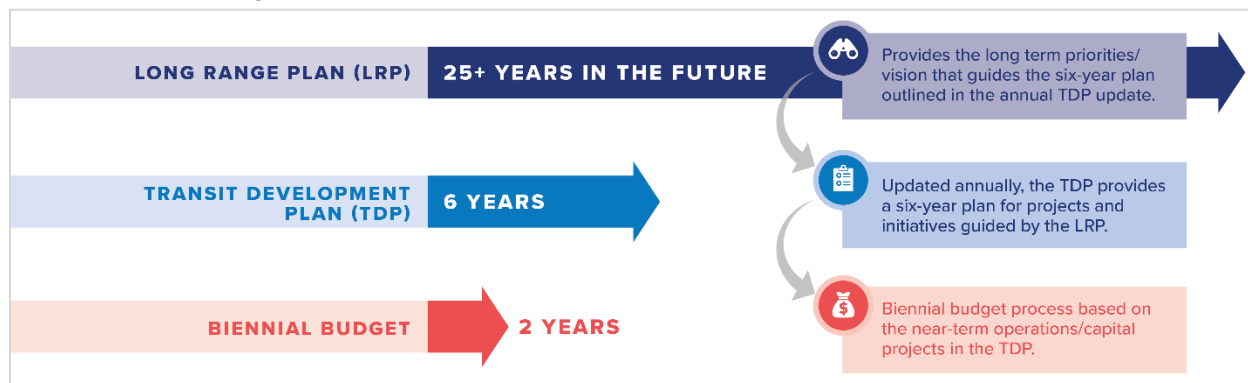 LONG RANGE PLAN (LRP)
25+ YEARS IN THE FUTURE
Provides the long term priorities/
vision that guides the six-year plan
outlined in the annual TDP update.
TRANSIT DEVELOPMENT
PLAN (TDP)
6 YEARS
Updated annually, the TDP provides
a six-year plan for projects and
initiatives guided by the LRP.
BIENNIAL BUDGET
2 YEARS
$
Biennial budget process based on
the near-term operations/capital
projects in the TDP.